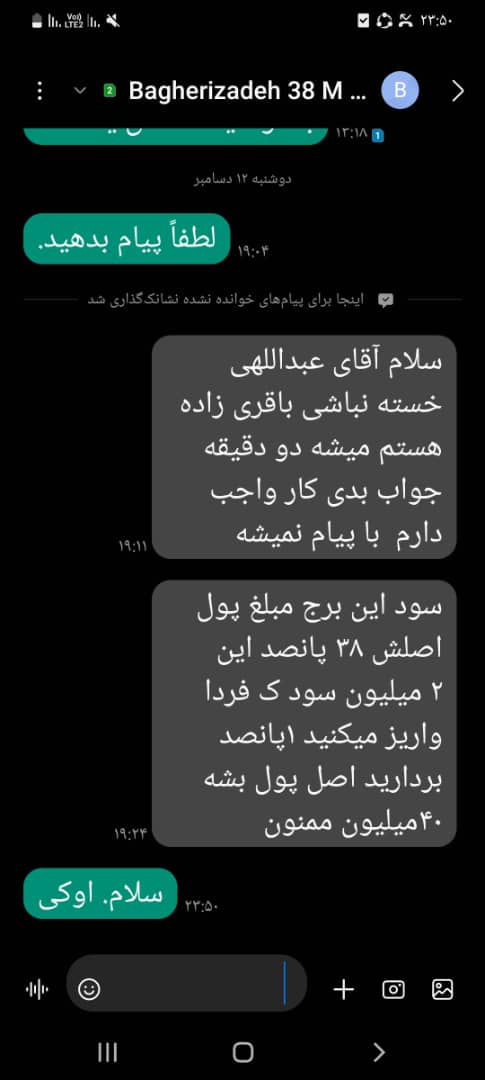 ۲۳:۵۰
Bagherizadeh 38 M ...
B
2
۱۳:۱۸
1
دوشنبه ۱۲ دسامبر
لطفاً پیام بدهید.
۱۹:۰۴
اینجا برای پیام‌های خوانده نشده نشانک‌گذاری شد
سلام آقای عبداللهی
خسته نباشی باقری زاده
هستم میشه دو دقیقه
جواب بدی کار واجب
دارم با پیام نمیشه
۱۹:۱۱
سود این برج مبلغ پول
اصلش ۳۸ پانصد این
۲ میلیون سود ک فردا
واریز میکنید ۱پانصد
بردارید اصل پول بشه
۴۰میلیون ممنون
۱۹:۲۴
سلام. اوکی
۲۳:۵۰